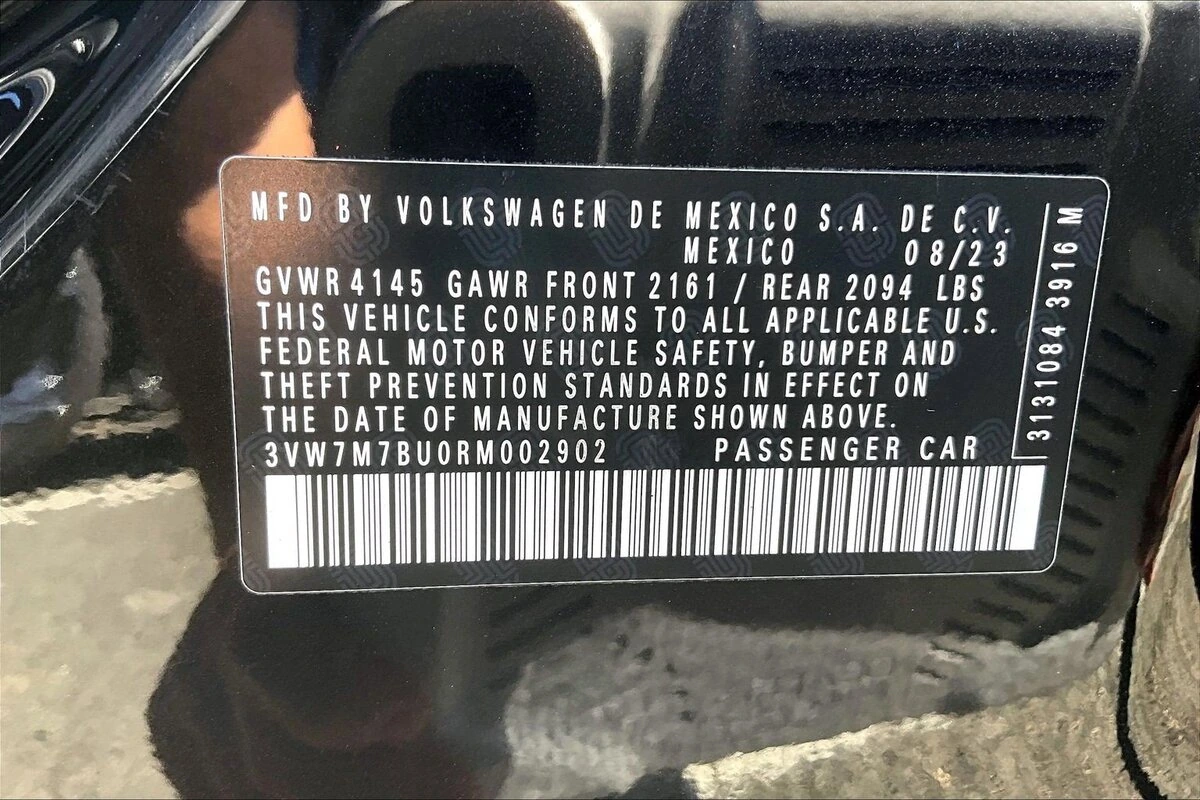 MFD BY VOLKSWAGEN DE MEXICO S.A. DE C.V.
MEXICO 08/23
GVWR 4145 GAWR FRONT 2161 / REAR 2094 LBS
THIS VEHICLE CONFORMS TO ALL APPLICABLE U.S.
FEDERAL MOTOR VEHICLE SAFETY, BUMPER AND
THEFT PREVENTION STANDARDS IN EFFECT ON
THE DATE OF MANUFACTURE SHOWN ABOVE.
3VW7M7BU0RM002902 PASSENGER CAR
3131084 3916 M